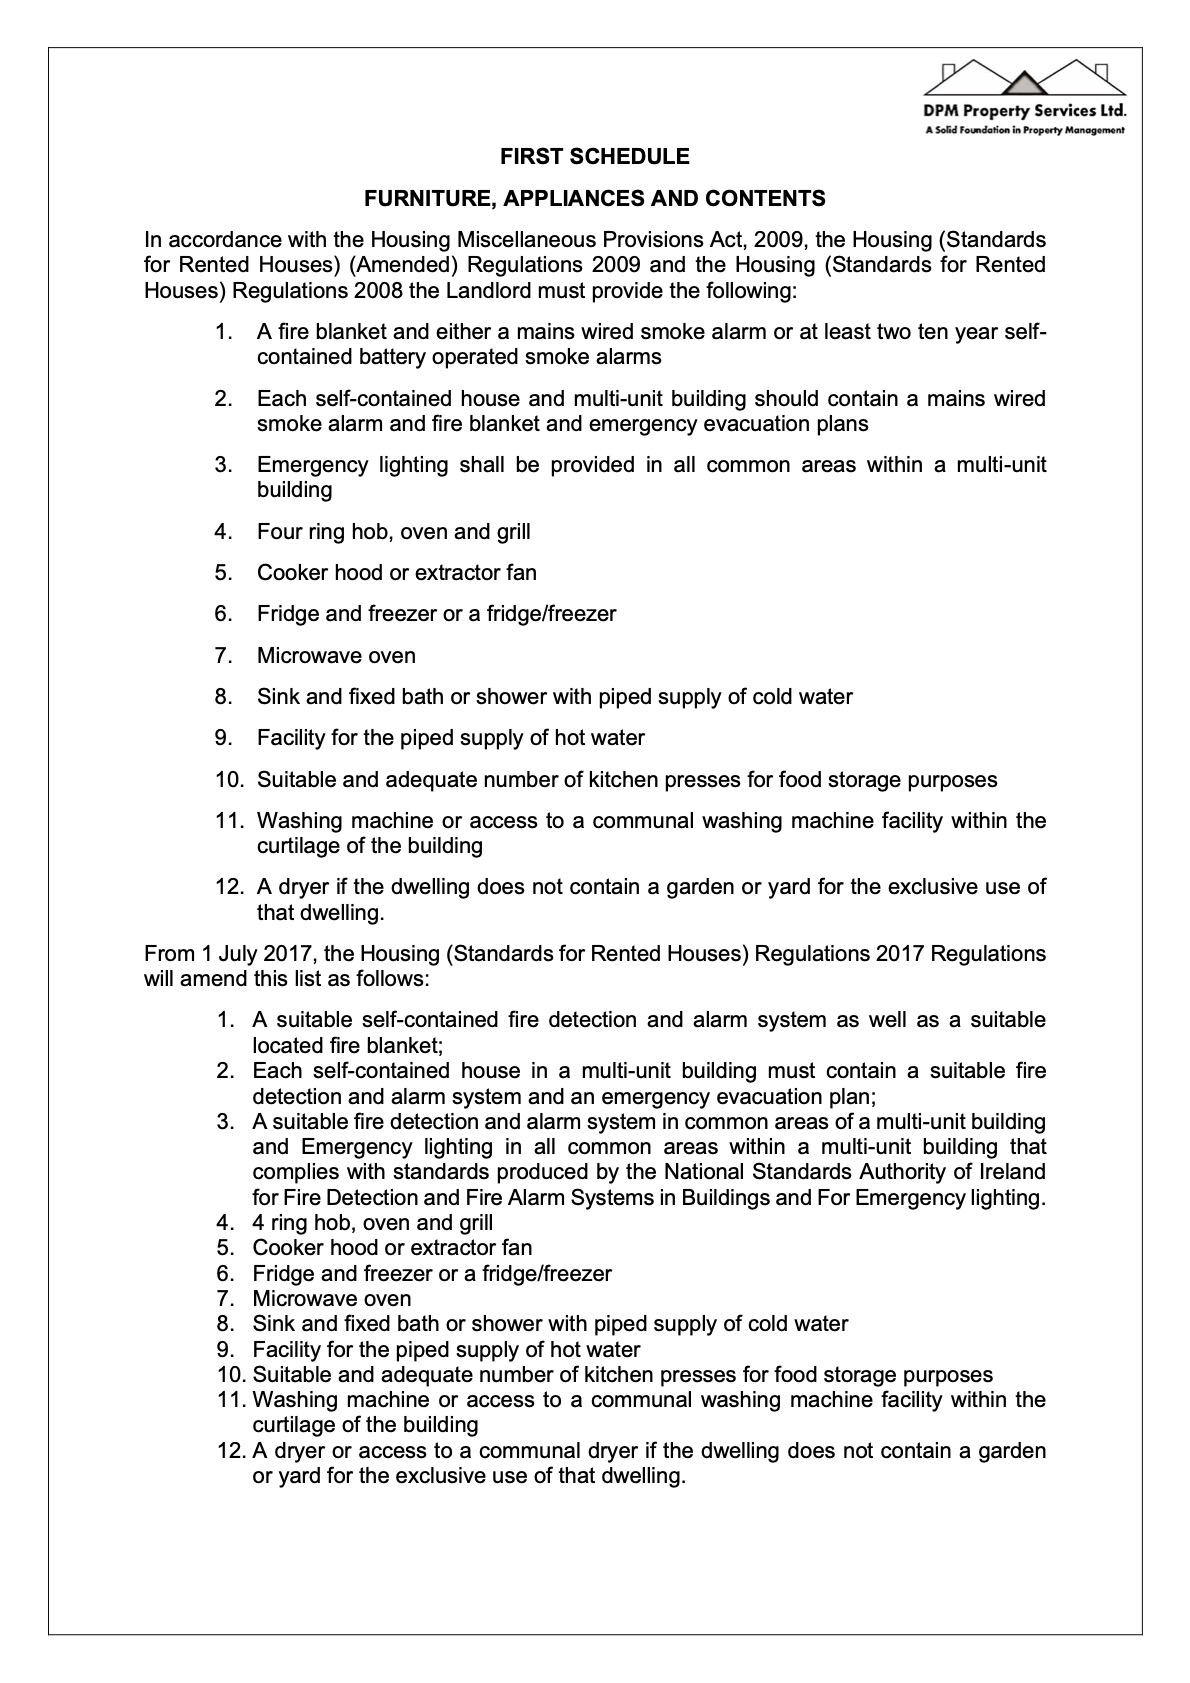 DPM Property Services Ltd.
A Solid Foundation in Property Management
FIRST SCHEDULE
FURNITURE, APPLIANCES AND CONTENTS
In accordance with the Housing Miscellaneous Provisions Act, 2009, the Housing (Standards
for Rented Houses) (Amended) Regulations 2009 and the Housing (Standards for Rented
Houses) Regulations 2008 the Landlord must provide the following:
1. A fire blanket and either a mains wired smoke alarm or at least two ten year self-
contained battery operated smoke alarms
2. Each self-contained house and multi-unit building should contain a mains wired
smoke alarm and fire blanket and emergency evacuation plans
3. Emergency lighting shall be provided in all common areas within a multi-unit
building
4. Four ring hob, oven and grill
5. Cooker hood or extractor fan
6. Fridge and freezer or a fridge/freezer
7. Microwave oven
8. Sink and fixed bath or shower with piped supply of cold water
9. Facility for the piped supply of hot water
10. Suitable and adequate number of kitchen presses for food storage purposes
11. Washing machine or access to a communal washing machine facility within the
curtilage of the building
12. A dryer if the dwelling does not contain a garden or yard for the exclusive use of
that dwelling.
From 1 July 2017, the Housing (Standards for Rented Houses) Regulations 2017 Regulations
will amend this list as follows:
1. A suitable self-contained fire detection and alarm system as well as a suitable
located fire blanket;
2. Each self-contained house in a multi-unit building must contain a suitable fire
detection and alarm system and an emergency evacuation plan;
3. A suitable fire detection and alarm system in common areas of a multi-unit building
and Emergency lighting in all common areas within a multi-unit building that
complies with standards produced by the National Standards Authority of Ireland
for Fire Detection and Fire Alarm Systems in Buildings and For Emergency lighting.
4. 4 ring hob, oven and grill
5. Cooker hood or extractor fan
6. Fridge and freezer or a fridge/freezer
7. Microwave oven
8. Sink and fixed bath or shower with piped supply of cold water
9. Facility for the piped supply of hot water
10. Suitable and adequate number of kitchen presses for food storage purposes
11. Washing machine or access to a communal washing machine facility within the
curtilage of the building
12. A dryer or access to a communal dryer if the dwelling does not contain a garden
or yard for the exclusive use of that dwelling.